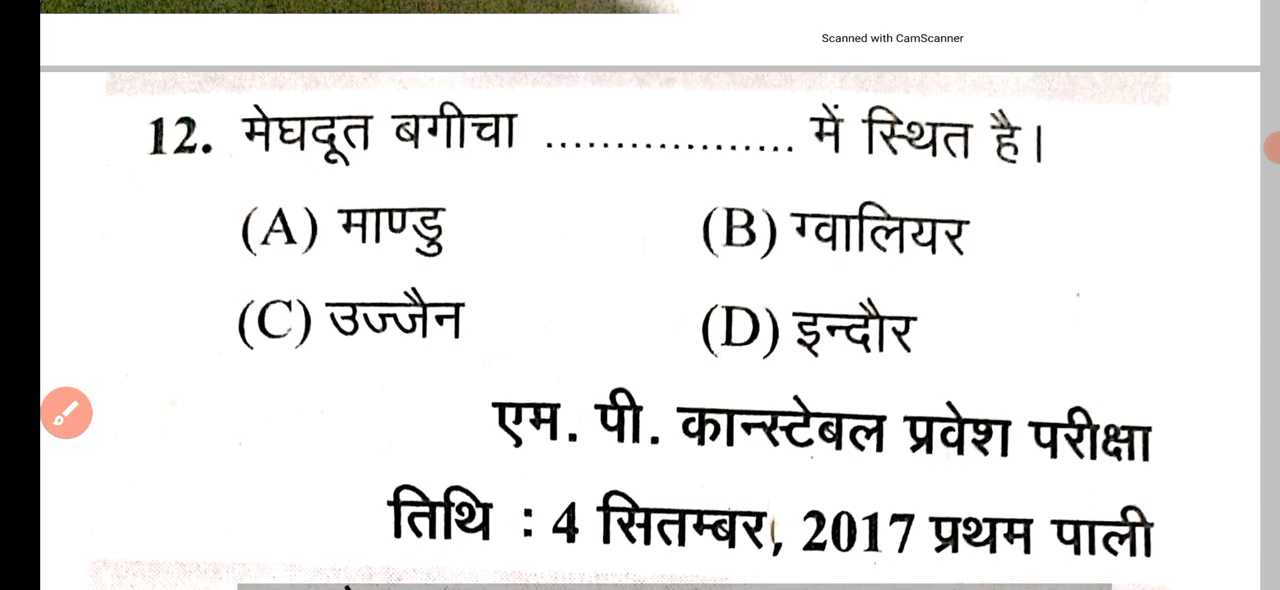 Scanned with CamScanner
12. मेघदूत बगीचा .................. में स्थित है।
(A) माण्डु (B) ग्वालियर
(C) उज्जैन (D) इन्दौर
एम. पी. कान्स्टेबल प्रवेश परीक्षा
तिथि : 4 सितम्बर, 2017 प्रथम पाली